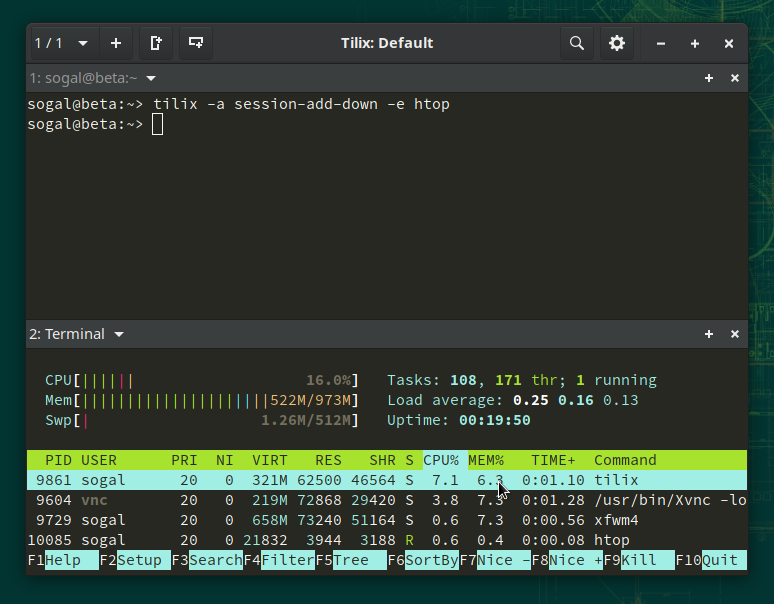 1 / 1 Tilix: Default
1: sogal@beta:~
sogal@beta:~> tilix -a session-add-down -e htop
sogal@beta:~>
2: Terminal
CPU[|||||| 16.0%] Tasks: 108, 171 thr; 1 running
Mem[|||||||||||||||||||||522M/973M] Load average: 0.25 0.16 0.13
Swp[| 1.26M/512M] Uptime: 00:19:50
PID USER PRI NI VIRT RES SHR S CPU% MEM% TIME+ Command
9861 sogal 20 0 321M 62500 46564 S 7.1 6.3 0:01.10 tilix
9604 vnc 20 0 219M 72868 29420 S 3.8 7.3 0:01.28 /usr/bin/Xvnc -lo
9729 sogal 20 0 658M 73240 51164 S 0.6 7.3 0:00.56 xfwm4
10085 sogal 20 0 21832 3944 3188 R 0.6 0.4 0:00.08 htop
F1Help F2Setup F3SearchF4FilterF5Tree F6SortByF7Nice -F8Nice +F9Kill F10Quit